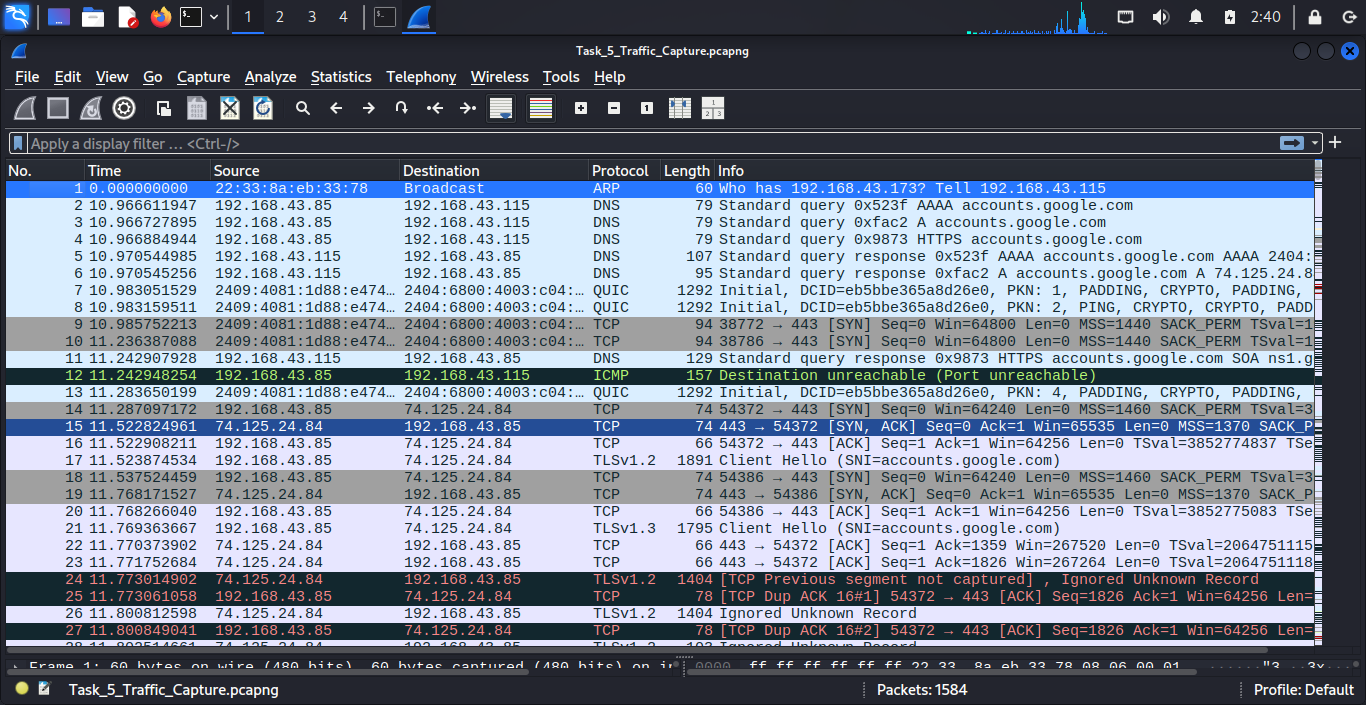 1 2 3 4 2:40
Task_5_Traffic_Capture.pcapng
File Edit View Go Capture Analyze Statistics Telephony Wireless Tools Help
Apply a display filter ... <Ctrl-/>
No. Time Source Destination Protocol Length Info
1 0.000000000 22:33:8a:eb:33:78 Broadcast ARP 60 Who has 192.168.43.173? Tell 192.168.43.115
2 10.966611947 192.168.43.85 192.168.43.115 DNS 79 Standard query 0x523f AAAA accounts.google.com
3 10.966727895 192.168.43.85 192.168.43.115 DNS 79 Standard query 0xfac2 A accounts.google.com
4 10.966884944 192.168.43.85 192.168.43.115 DNS 79 Standard query 0x9873 HTTPS accounts.google.com
5 10.970544985 192.168.43.115 192.168.43.85 DNS 107 Standard query response 0x523f AAAA accounts.google.com AAAA 2404:
6 10.970545256 192.168.43.115 192.168.43.85 DNS 95 Standard query response 0xfac2 A accounts.google.com A 74.125.24.8
7 10.983051529 2409:4081:1d88:e474… 2404:6800:4003:c04:… QUIC 1292 Initial, DCID=eb5bbe365a8d26e0, PKN: 1, PADDING, CRYPTO, PADDING,
8 10.983159511 2409:4081:1d88:e474… 2404:6800:4003:c04:… QUIC 1292 Initial, DCID=eb5bbe365a8d26e0, PKN: 2, PING, CRYPTO, CRYPTO, PADD
9 10.985752213 2409:4081:1d88:e474… 2404:6800:4003:c04:… TCP 94 38772 → 443 [SYN] Seq=0 Win=64800 Len=0 MSS=1440 SACK_PERM TSval=1
10 11.236387088 2409:4081:1d88:e474… 2404:6800:4003:c04:… TCP 94 38786 → 443 [SYN] Seq=0 Win=64800 Len=0 MSS=1440 SACK_PERM TSval=1
11 11.242907928 192.168.43.115 192.168.43.85 DNS 129 Standard query response 0x9873 HTTPS accounts.google.com SOA ns1.g
12 11.242948254 192.168.43.85 192.168.43.115 ICMP 157 Destination unreachable (Port unreachable)
13 11.283650199 2409:4081:1d88:e474… 2404:6800:4003:c04:… QUIC 1292 Initial, DCID=eb5bbe365a8d26e0, PKN: 4, PADDING, CRYPTO, PADDING,
14 11.287097172 192.168.43.85 74.125.24.84 TCP 74 54372 → 443 [SYN] Seq=0 Win=64240 Len=0 MSS=1460 SACK_PERM TSval=3
15 11.522824961 74.125.24.84 192.168.43.85 TCP 74 443 → 54372 [SYN, ACK] Seq=0 Ack=1 Win=65535 Len=0 MSS=1370 SACK_P
16 11.522908211 192.168.43.85 74.125.24.84 TCP 66 54372 → 443 [ACK] Seq=1 Ack=1 Win=64256 Len=0 TSval=3852774837 TSe
17 11.523874534 192.168.43.85 74.125.24.84 TLSv1.2 1891 Client Hello (SNI=accounts.google.com)
18 11.537524459 192.168.43.85 74.125.24.84 TCP 74 54386 → 443 [SYN] Seq=0 Win=64240 Len=0 MSS=1460 SACK_PERM TSval=3
19 11.768171527 74.125.24.84 192.168.43.85 TCP 74 443 → 54386 [SYN, ACK] Seq=0 Ack=1 Win=65535 Len=0 MSS=1370 SACK_P
20 11.768266040 192.168.43.85 74.125.24.84 TCP 66 54386 → 443 [ACK] Seq=1 Ack=1 Win=64256 Len=0 TSval=3852775083 TSe
21 11.769363667 192.168.43.85 74.125.24.84 TLSv1.3 1795 Client Hello (SNI=accounts.google.com)
22 11.770373902 74.125.24.84 192.168.43.85 TCP 66 443 → 54372 [ACK] Seq=1 Ack=1359 Win=267520 Len=0 TSval=2064751115
23 11.771752684 74.125.24.84 192.168.43.85 TCP 66 443 → 54372 [ACK] Seq=1 Ack=1826 Win=267264 Len=0 TSval=2064751118
24 11.773014902 74.125.24.84 192.168.43.85 TLSv1.2 1404 [TCP Previous segment not captured] , Ignored Unknown Record
25 11.773061058 192.168.43.85 74.125.24.84 TCP 78 [TCP Dup ACK 16#1] 54372 → 443 [ACK] Seq=1826 Ack=1 Win=64256 Len=
26 11.800812598 74.125.24.84 192.168.43.85 TLSv1.2 1404 Ignored Unknown Record
27 11.800849041 192.168.43.85 74.125.24.84 TCP 78 [TCP Dup ACK 16#2] 54372 → 443 [ACK] Seq=1826 Ack=1 Win=64256 Len=
Frame 1: 60 bytes on wire (480 bits), 60 bytes captured (480 bits) on 0000 ff ff ff ff ff ff 22 33 8a eb 33 78 08 06 00 01
Task_5_Traffic_Capture.pcapng Packets: 1584 Profile: Default